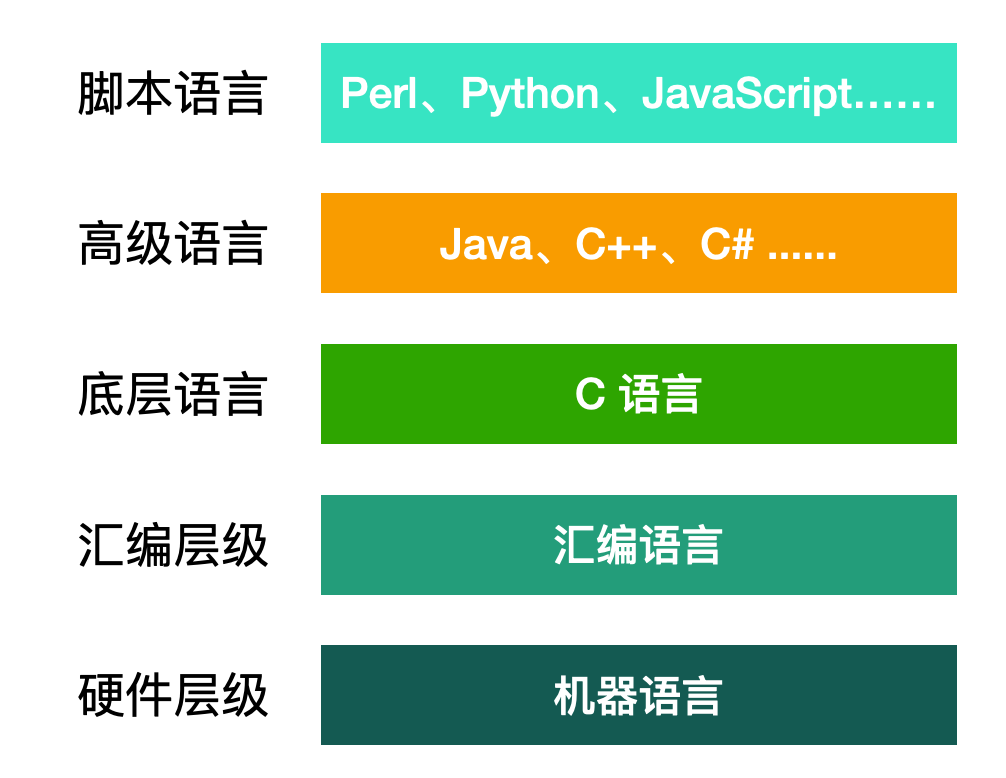 脚本语言 Perl、Python、JavaScript……
高级语言 Java、C++、C# ......
底层语言 C 语言
汇编层级 汇编语言
硬件层级 机器语言